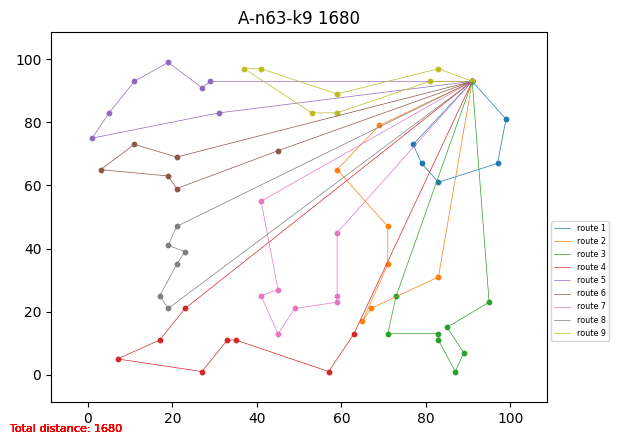 A-n63-k9 1680
100
80
60
40
20
0
0 20 40 60 80 100
route 1
route 2
route 3
route 4
route 5
route 6
route 7
route 8
route 9
Total distance: 1680